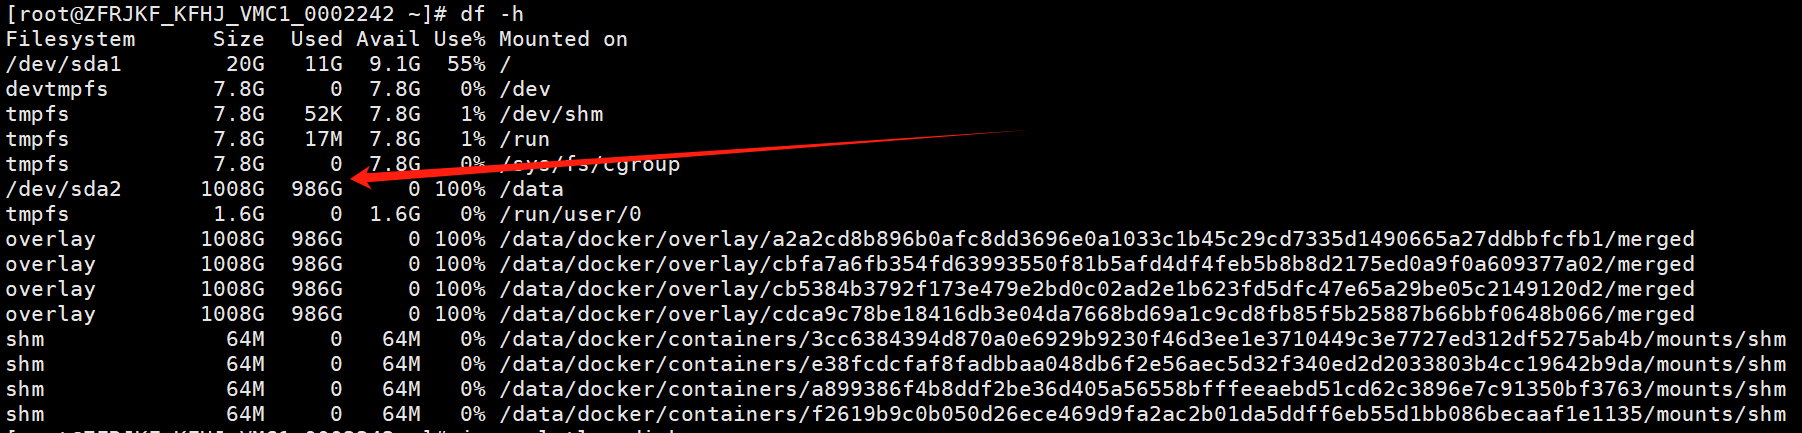 [root@ZFRJKF_KFHJ_VMC1_0002242 ~]# df -h
Filesystem      Size  Used Avail Use% Mounted on
/dev/sda1        20G   11G  9.1G  55% /
devtmpfs        7.8G     0  7.8G   0% /dev
tmpfs           7.8G   52K  7.8G   1% /dev/shm
tmpfs           7.8G   17M  7.8G   1% /run
tmpfs           7.8G     0  7.8G   0% /sys/fs/cgroup
/dev/sda2      1008G  986G     0 100% /data
tmpfs           1.6G     0  1.6G   0% /run/user/0
overlay        1008G  986G     0 100% /data/docker/overlay/a2a2cd8b896b0afc8dd3696e0a1033c1b45c29cd7335d1490665a27ddbbfcfb1/merged
overlay        1008G  986G     0 100% /data/docker/overlay/cbfa7a6fb354fd63993550f81b5afd4df4feb5b8b8d2175ed0a9f0a609377a02/merged
overlay        1008G  986G     0 100% /data/docker/overlay/cb5384b3792f173e479e2bd0c02ad2e1b623fd5dfc47e65a29be05c2149120d2/merged
overlay        1008G  986G     0 100% /data/docker/overlay/cdca9c78be18416db3e04da7668bd69a1c9cd8fb85f5b25887b66bbf0648b066/merged
shm              64M     0   64M   0% /data/docker/containers/3cc6384394d870a0e6929b9230f46d3ee1e3710449c3e7727ed312df5275ab4b/mounts/shm
shm              64M     0   64M   0% /data/docker/containers/e38fcdcfaf8fadbbaa048db6f2e56aec5d32f340ed2d2033803b4cc19642b9da/mounts/shm
shm              64M     0   64M   0% /data/docker/containers/a899386f4b8ddf2be36d405a56558bfffeeaebd51cd62c3896e7c91350bf3763/mounts/shm
shm              64M     0   64M   0% /data/docker/containers/f2619b9c0b050d26ece469d9fa2ac2b01da5ddff6eb55d1bb086becaaf1e1135/mounts/shm